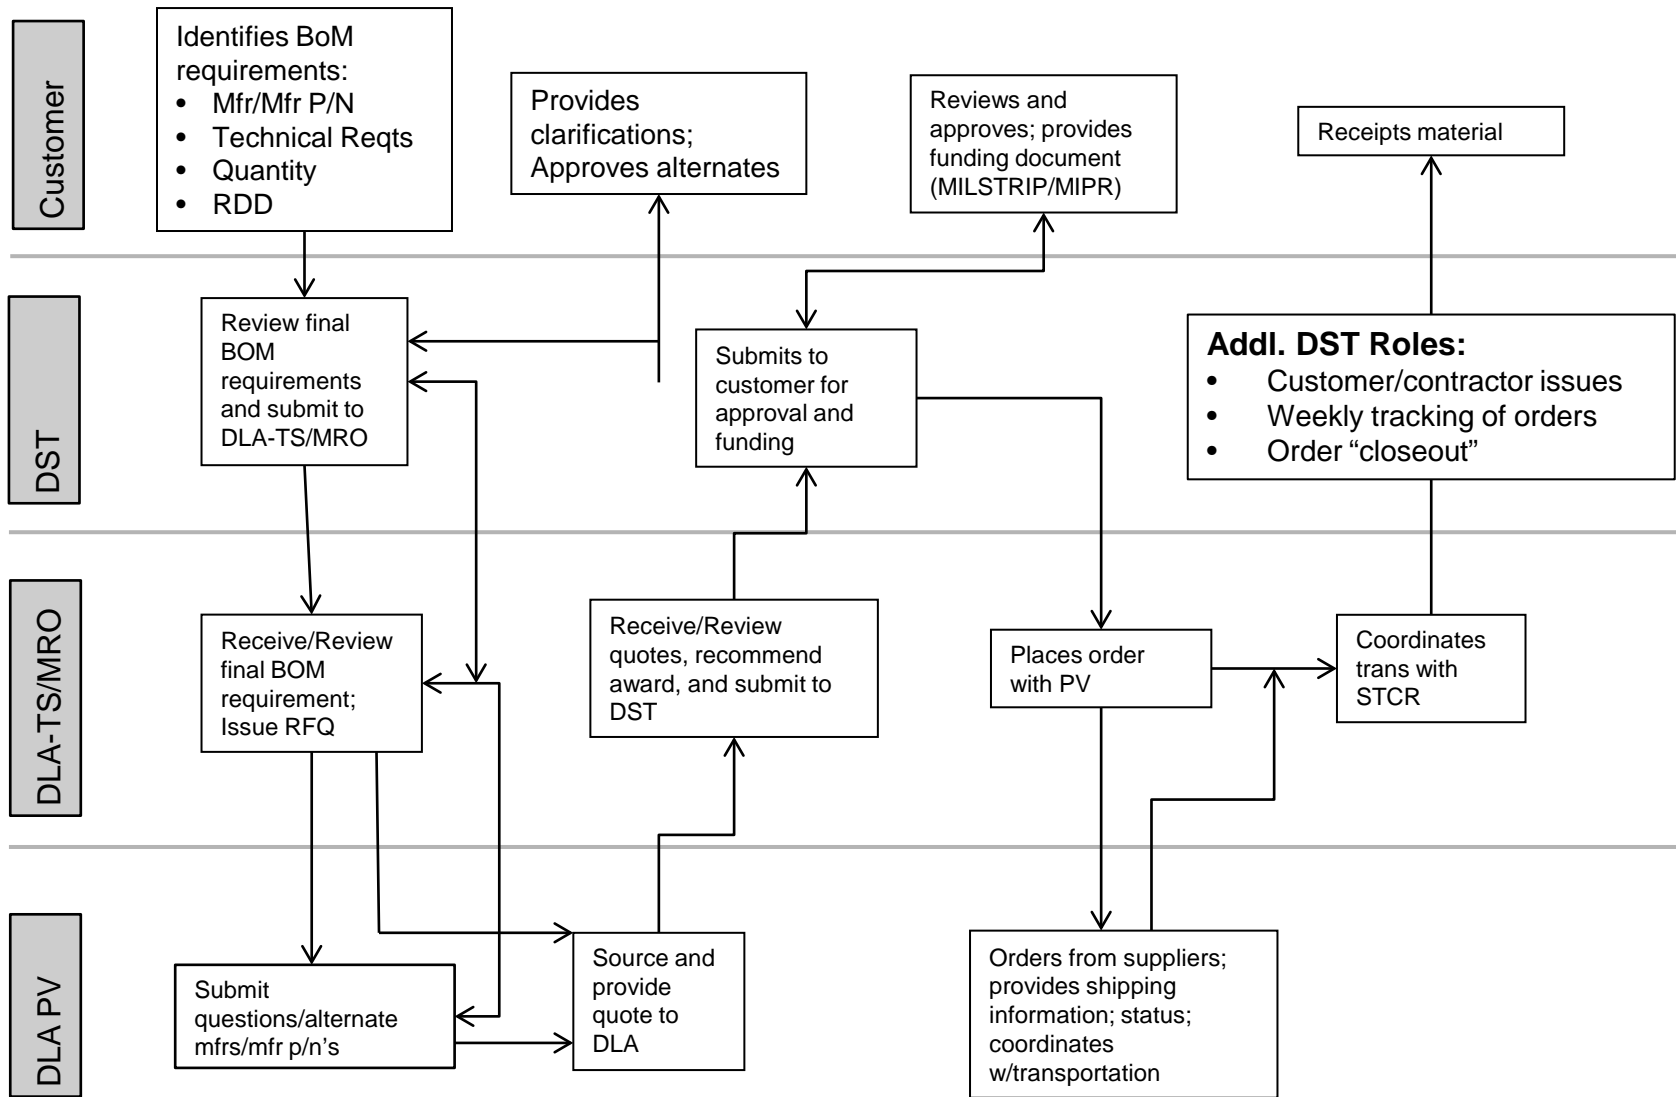 Customer
Identifies BoM
requirements:
• Mfr/Mfr P/N
• Technical Reqts
• Quantity
• RDD
Provides
clarifications;
Approves alternates
Reviews and
approves; provides
funding document
(MILSTRIP/MIPR)
Receipts material
DST
Review final
BOM
requirements
and submit to
DLA-TS/MRO
Submits to
customer for
approval and
funding
Addl. DST Roles:
• Customer/contractor issues
• Weekly tracking of orders
• Order “closeout”
DLA-TS/MRO
Receive/Review
final BOM
requirement;
Issue RFQ
Receive/Review
quotes, recommend
award, and submit to
DST
Places order
with PV
Coordinates
trans with
STCR
DLA PV
Submit
questions/alternate
mfrs/mfr p/n’s
Source and
provide
quote to
DLA
Orders from suppliers;
provides shipping
information; status;
coordinates
w/transportation